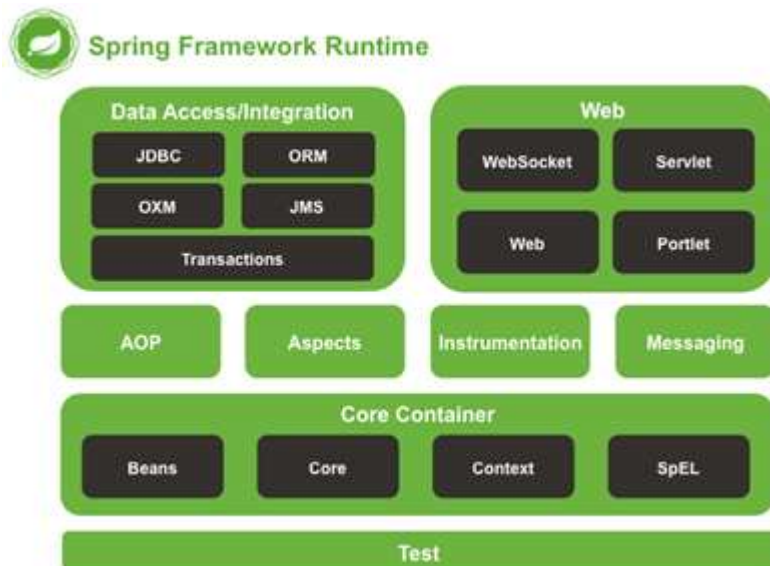 Spring Framework Runtime
Data Access/Integration
JDBC ORM
OXM JMS
Transactions
Web
WebSocket Servlet
Web Portlet
AOP Aspects Instrumentation Messaging
Core Container
Beans Core Context SpEL
Test